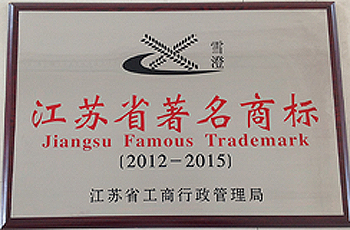 雪澄
江苏省著名商标
Jiangsu Famous Trademark
(2012-2015)
江苏省工商行政管理局